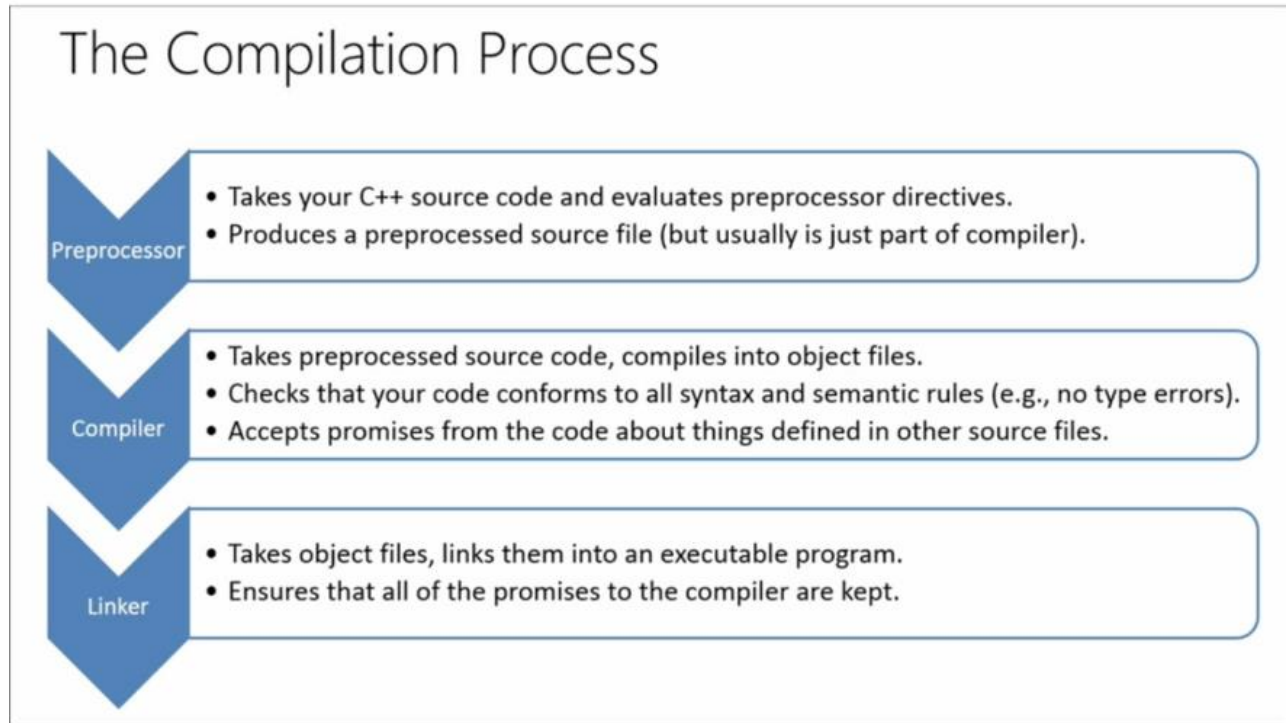 The Compilation Process
Preprocessor
• Takes your C++ source code and evaluates preprocessor directives.
• Produces a preprocessed source file (but usually is just part of compiler).
Compiler
• Takes preprocessed source code, compiles into object files.
• Checks that your code conforms to all syntax and semantic rules (e.g., no type errors).
• Accepts promises from the code about things defined in other source files.
Linker
• Takes object files, links them into an executable program.
• Ensures that all of the promises to the compiler are kept.